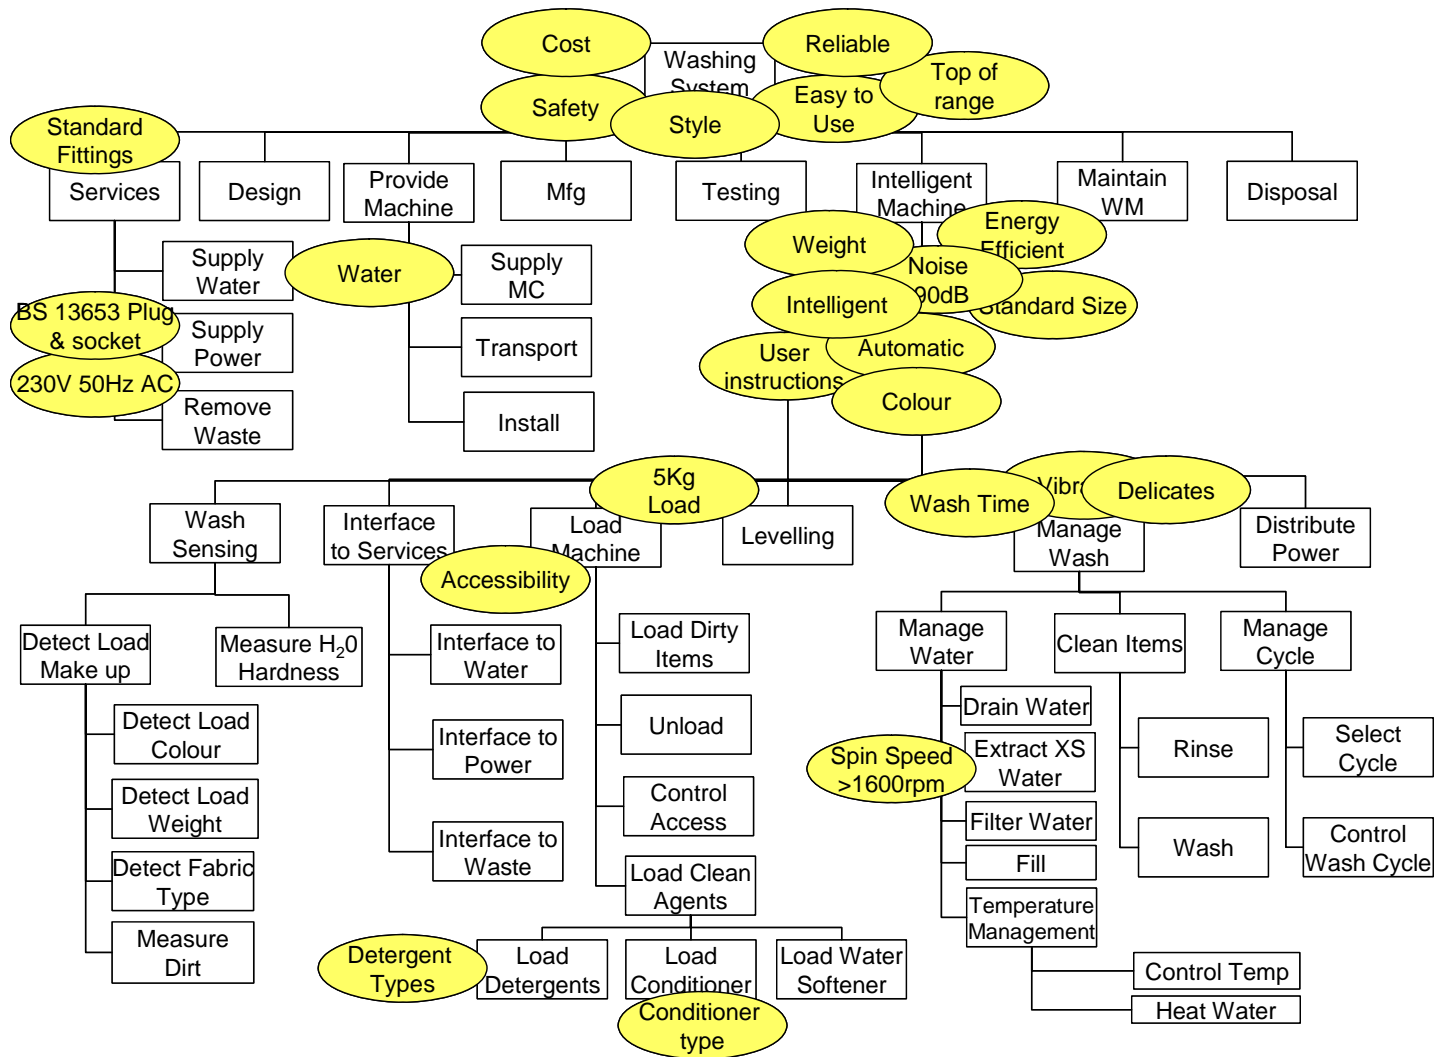 Cost
Reliable
Washing
System
Top of
range
Safety
Style
Easy to
Use
Standard
Fittings
Services
Design
Provide
Machine
Mfg
Testing
Intelligent
Machine
Maintain
WM
Disposal
Weight
Energy
Efficient
Supply
Water
Water
Supply
MC
Noise
90dB
Intelligent
Standard Size
BS 13653 Plug
& socket
Supply
Power
Transport
User
instructions
Automatic
230V 50Hz AC
Remove
Waste
Install
Colour
5Kg
Load
Wash Time
Delicates
Wash
Sensing
Interface
to Services
Load
Machine
Levelling
Manage
Wash
Distribute
Power
Accessibility
Detect Load
Make up
Measure H₂0
Hardness
Interface to
Water
Load Dirty
Items
Manage
Water
Clean Items
Manage
Cycle
Detect Load
Colour
Interface to
Power
Unload
Drain Water
Spin Speed
>1600rpm
Extract XS
Water
Rinse
Select
Cycle
Detect Load
Weight
Control
Access
Filter Water
Interface to
Waste
Fill
Wash
Control
Wash Cycle
Detect Fabric
Type
Load Clean
Agents
Temperature
Management
Measure
Dirt
Detergent
Types
Load
Detergents
Load
Conditioner
Load Water
Softener
Control Temp
Conditioner
type
Heat Water